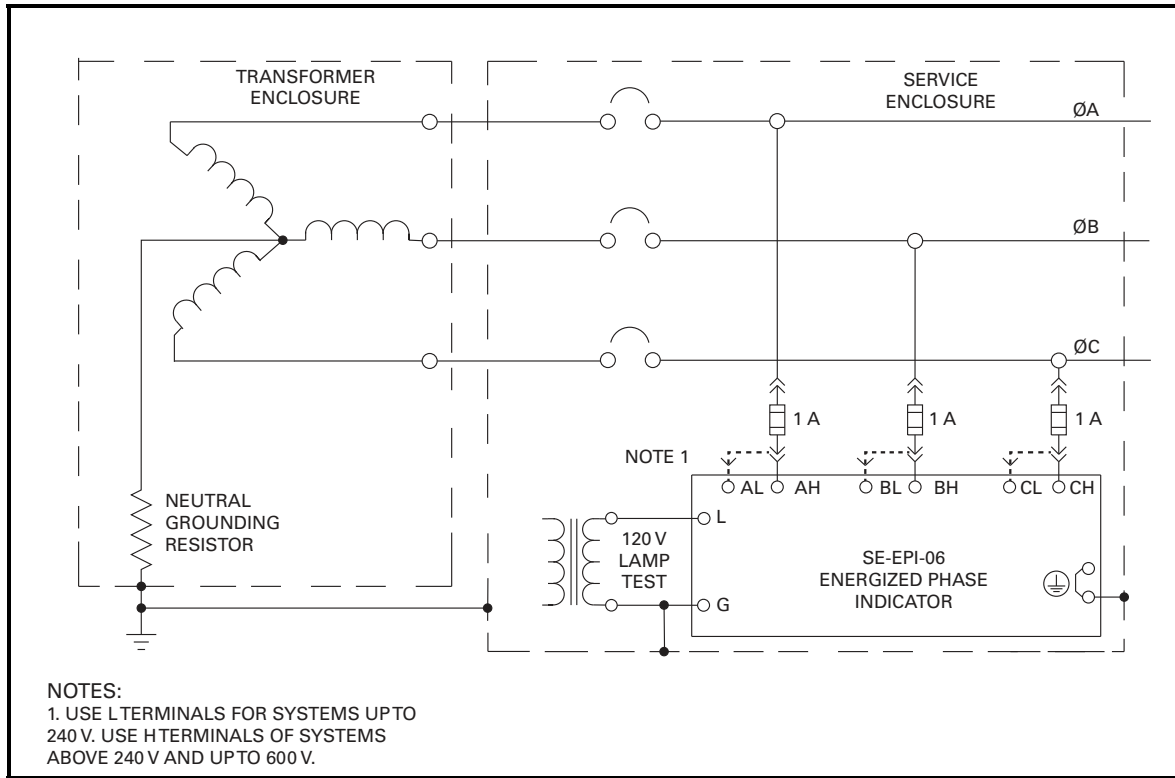 TRANSFORMER
ENCLOSURE
SERVICE
ENCLOSURE
ØA
ØB
ØC
1 A
1 A
1 A
NOTE 1
AL
AH
BL
BH
CL
CH
NEUTRAL
GROUNDING
RESISTOR
L
120 V
LAMP
TEST
G
SE-EPI-06
ENERGIZED PHASE
INDICATOR
NOTES:
1. USE L TERMINALS FOR SYSTEMS UP TO
240 V. USE H TERMINALS OF SYSTEMS
ABOVE 240 V AND UP TO 600 V.